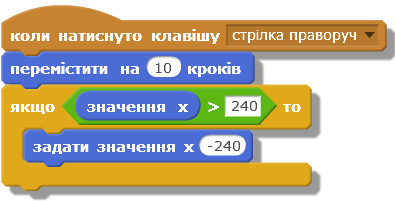 коли натиснуто клавішу стрілка праворуч
перемістити на 10 кроків
якщо значення x > 240 то
задати значення x -240